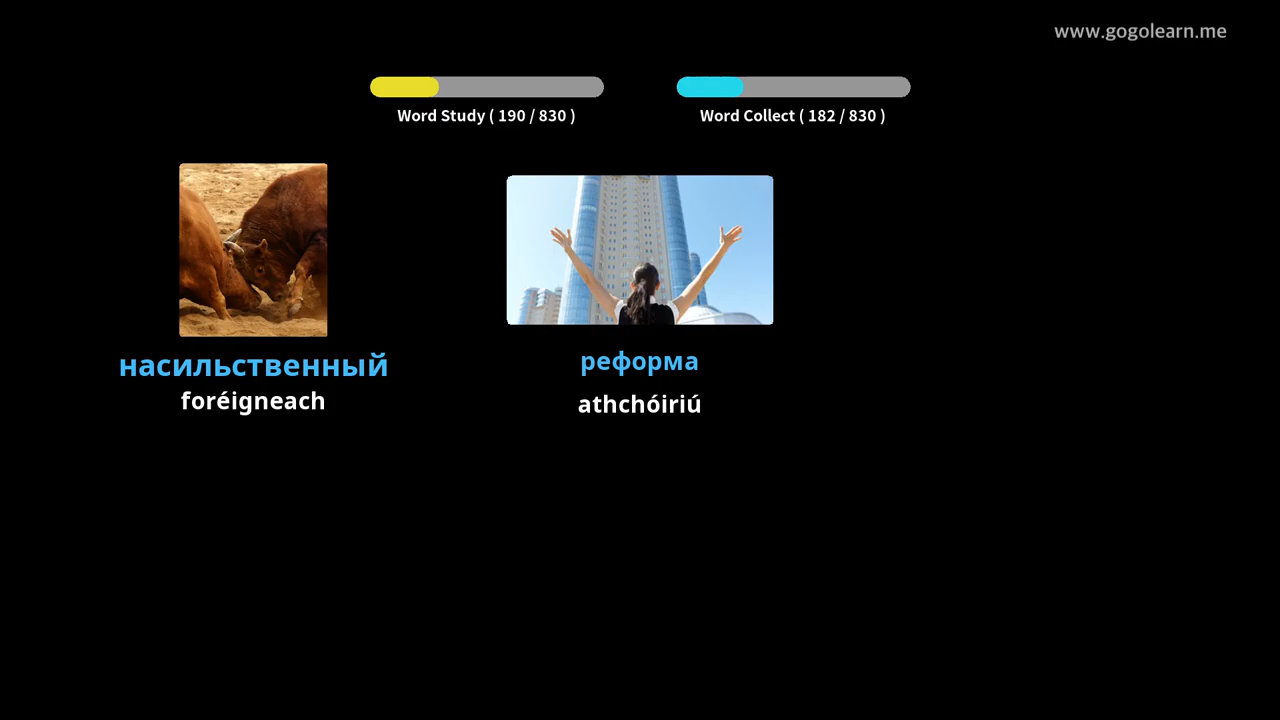 www.gogolearn.me
Word Study ( 190 / 830 )
Word Collect ( 182 / 830 )
насильственный
foréigneach
реформа
athchóiriú